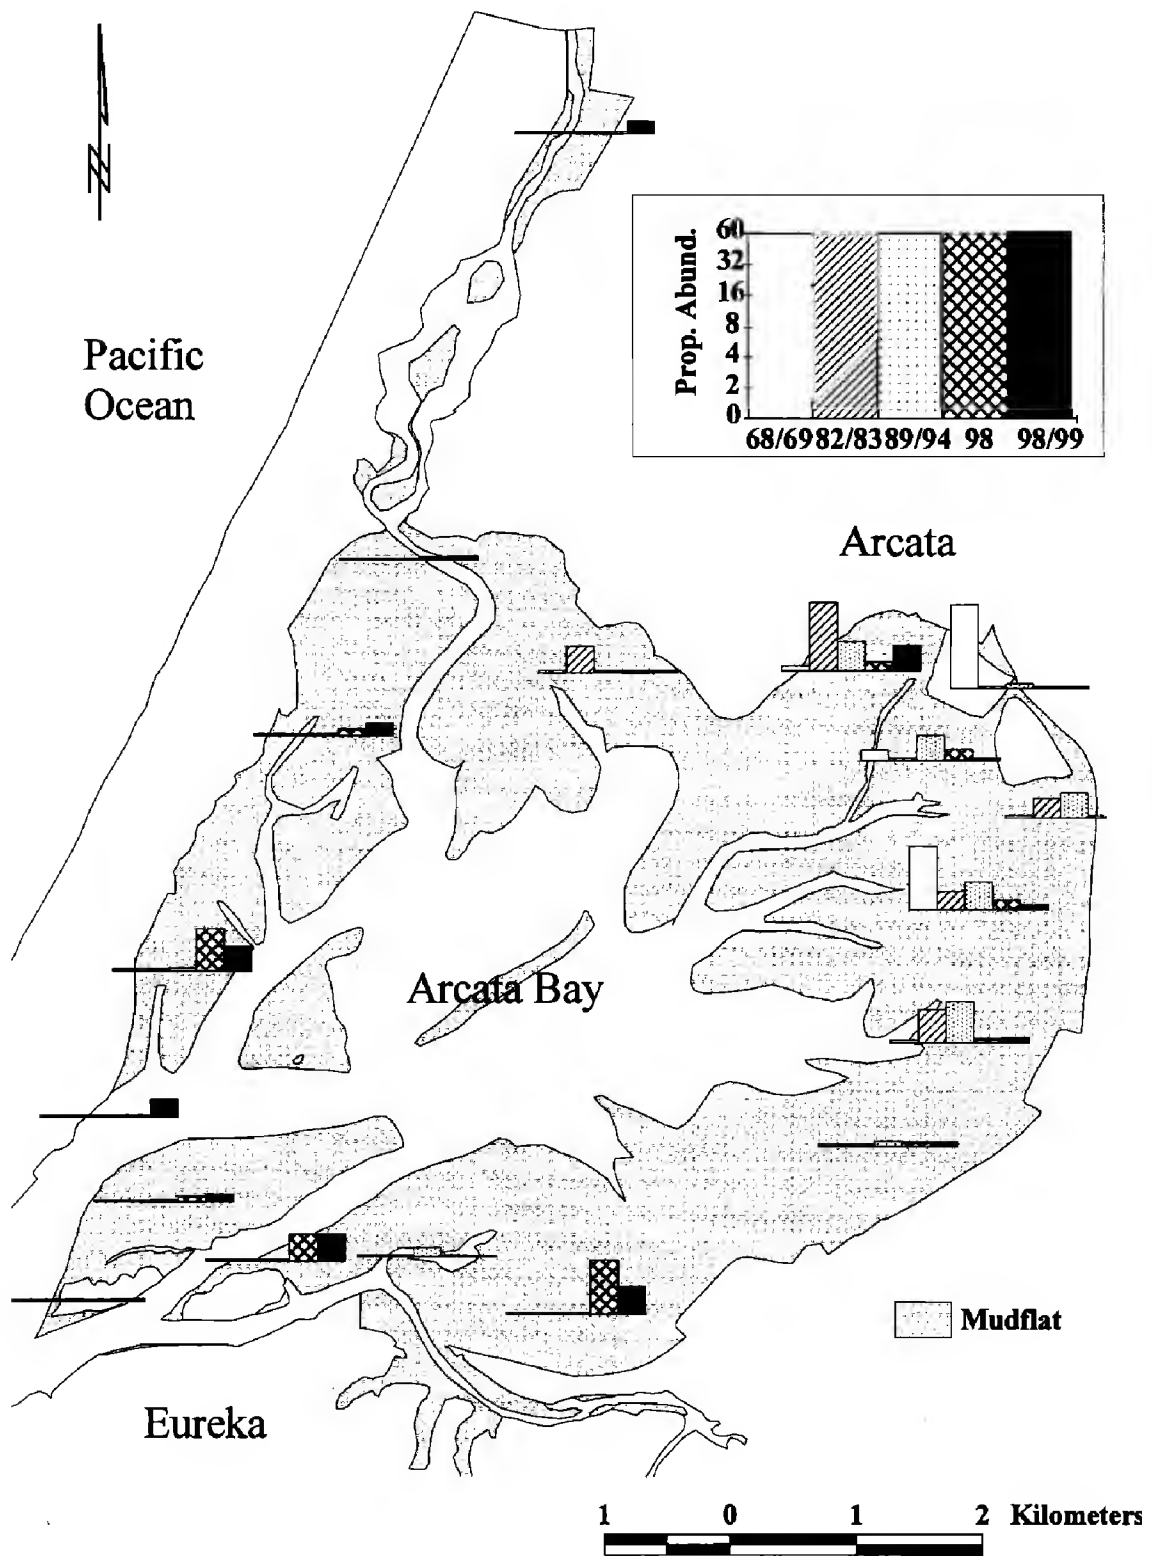 N
Pacific
Ocean
Prop. Abund.
60
32
16
8
4
2
0
68/69 82/83 89/94 98 98/99
Arcata
Arcata Bay
Mudflat
Eureka
1 0 1 2 Kilometers